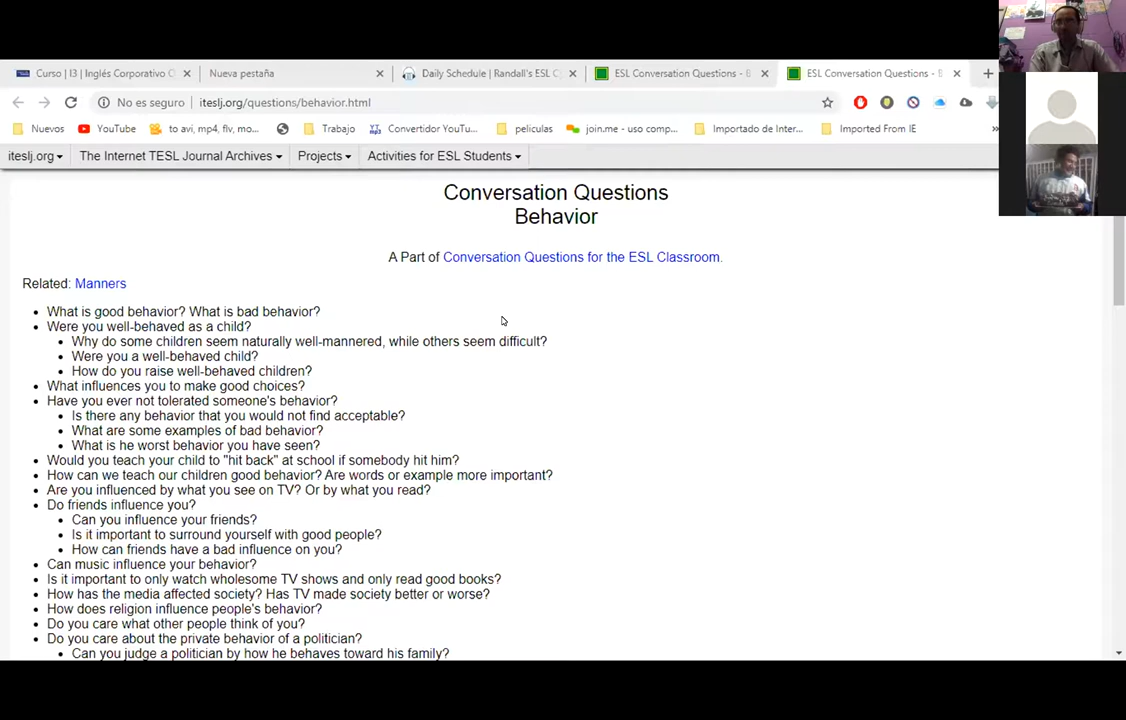 Curso | I3 | Inglés Corporativo
Nueva pestaña
Daily Schedule | Randall's ESL
ESL Conversation Questions -
ESL Conversation Questions -
No es seguro
iteslj.org/questions/behavior.html
Nuevos
YouTube
to avi, mp4, flv, mo...
Trabajo
Convertidor YouTu...
peliculas
join.me - uso comp...
Importado de Inter...
Imported From IE
»
iteslj.org
The Internet TESL Journal Archives
Projects
Activities for ESL Students
Conversation Questions
Behavior
A Part of Conversation Questions for the ESL Classroom.
Related: Manners
What is good behavior? What is bad behavior?
Were you well-behaved as a child?
Why do some children seem naturally well-mannered, while others seem difficult?
Were you a well-behaved child?
How do you raise well-behaved children?
What influences you to make good choices?
Have you ever not tolerated someone's behavior?
Is there any behavior that you would not find acceptable?
What are some examples of bad behavior?
What is he worst behavior you have seen?
Would you teach your child to "hit back" at school if somebody hit him?
How can we teach our children good behavior? Are words or example more important?
Are you influenced by what you see on TV? Or by what you read?
Do friends influence you?
Can you influence your friends?
Is it important to surround yourself with good people?
How can friends have a bad influence on you?
Can music influence your behavior?
Is it important to only watch wholesome TV shows and only read good books?
How has the media affected society? Has TV made society better or worse?
How does religion influence people's behavior?
Do you care what other people think of you?
Do you care about the private behavior of a politician?
Can you judge a politician by how he behaves toward his family?